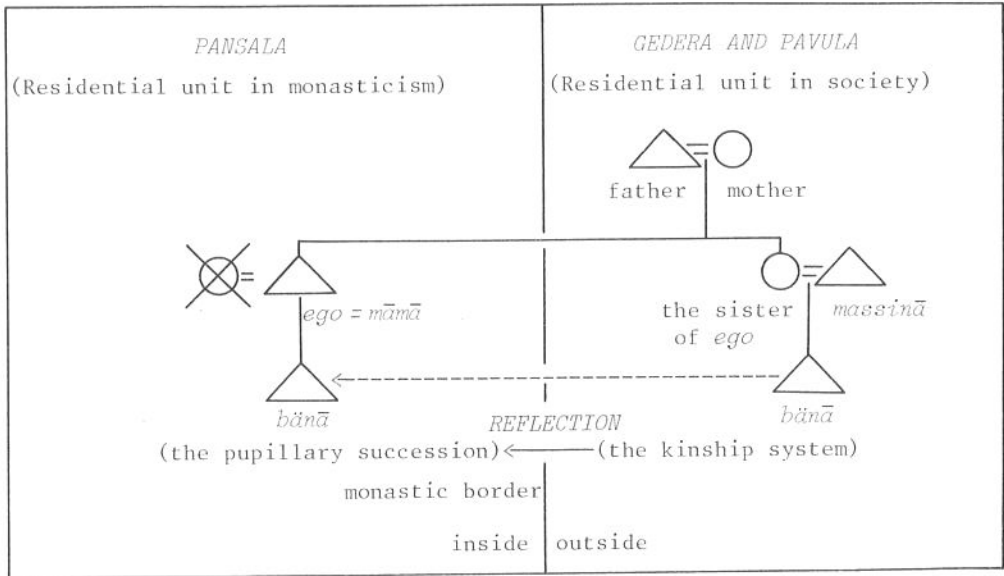 PANSALA
(Residential unit in monasticism)
GEDERA AND PAVULA
(Residential unit in society)
father mother
ego = māmā
the sister
of ego
massinā
bänā
bänā
REFLECTION
(the pupillary succession) (the kinship system)
monastic border
inside outside